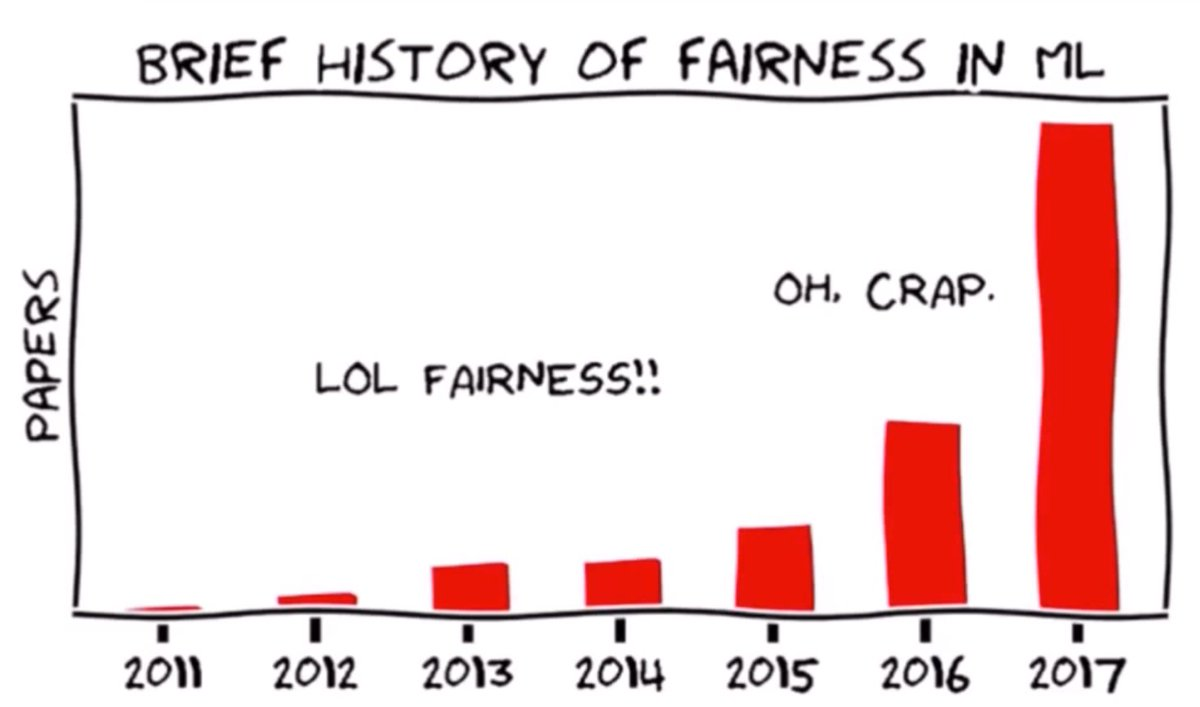 BRIEF HISTORY OF FAIRNESS IN ML
PAPERS
OH, CRAP.
LOL FAIRNESS!!
2011 2012 2013 2014 2015 2016 2017